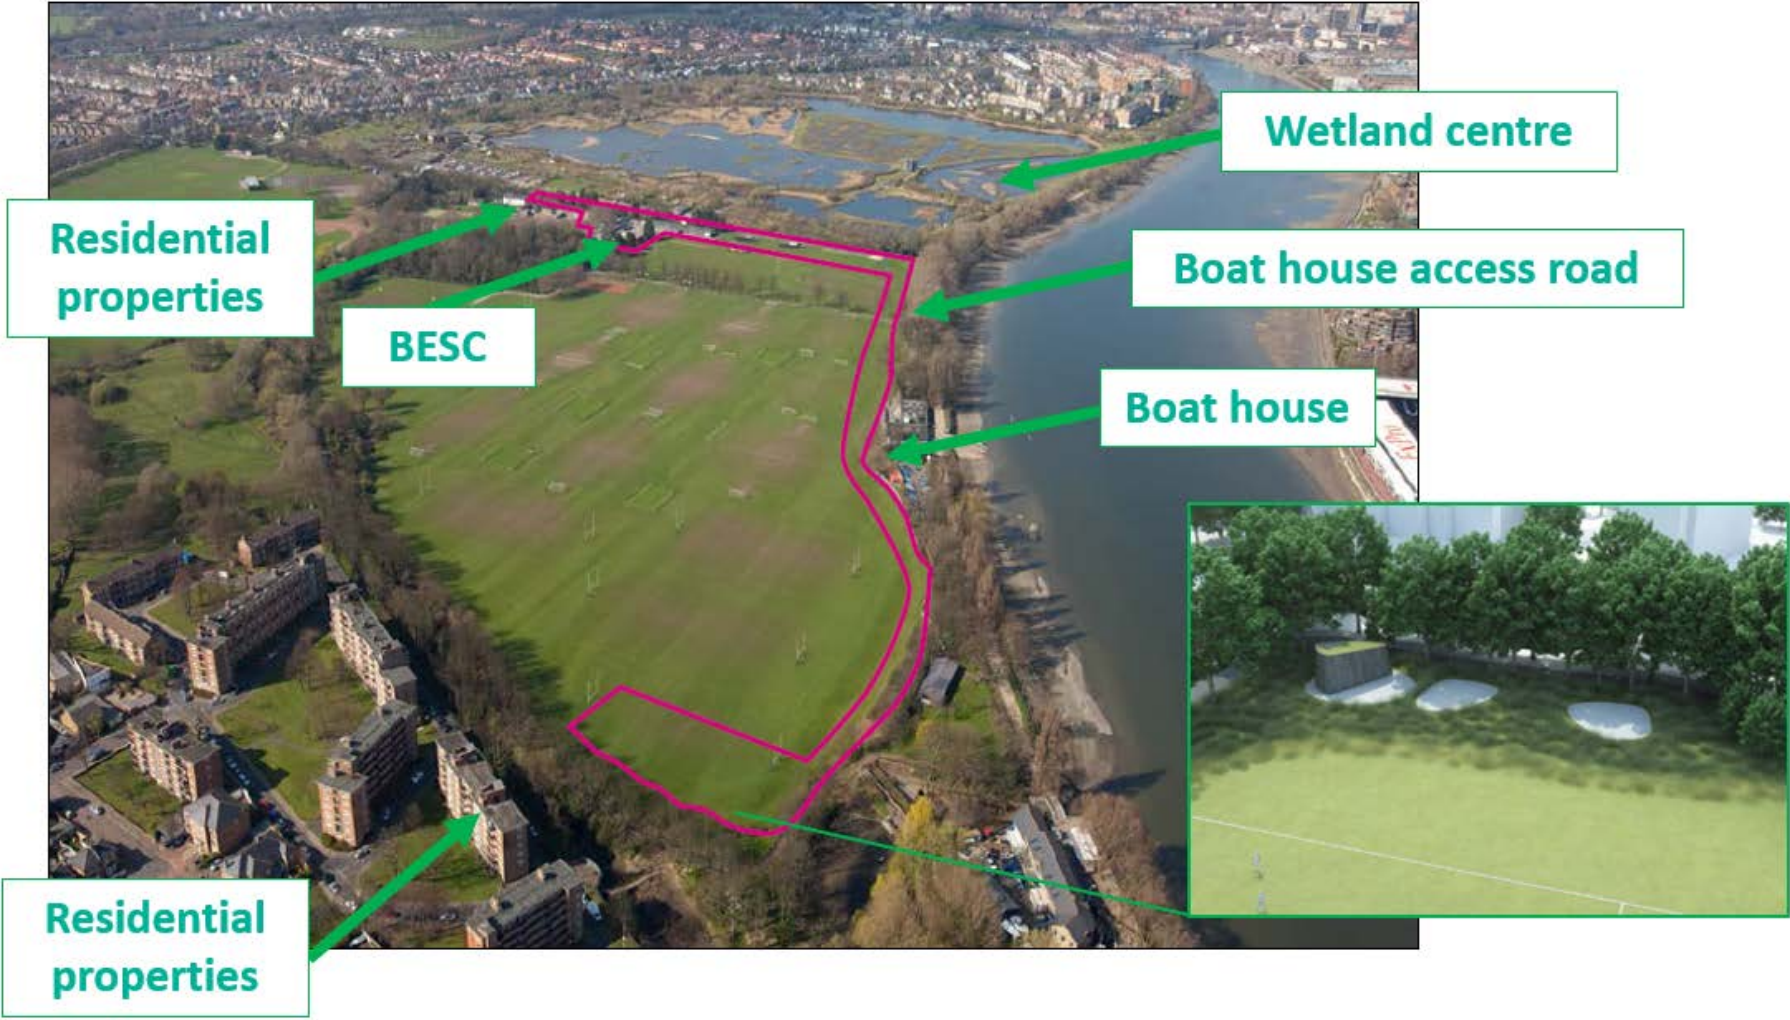 Wetland centre
Residential
properties
Boat house access road
BESC
Boat house
Residential
properties